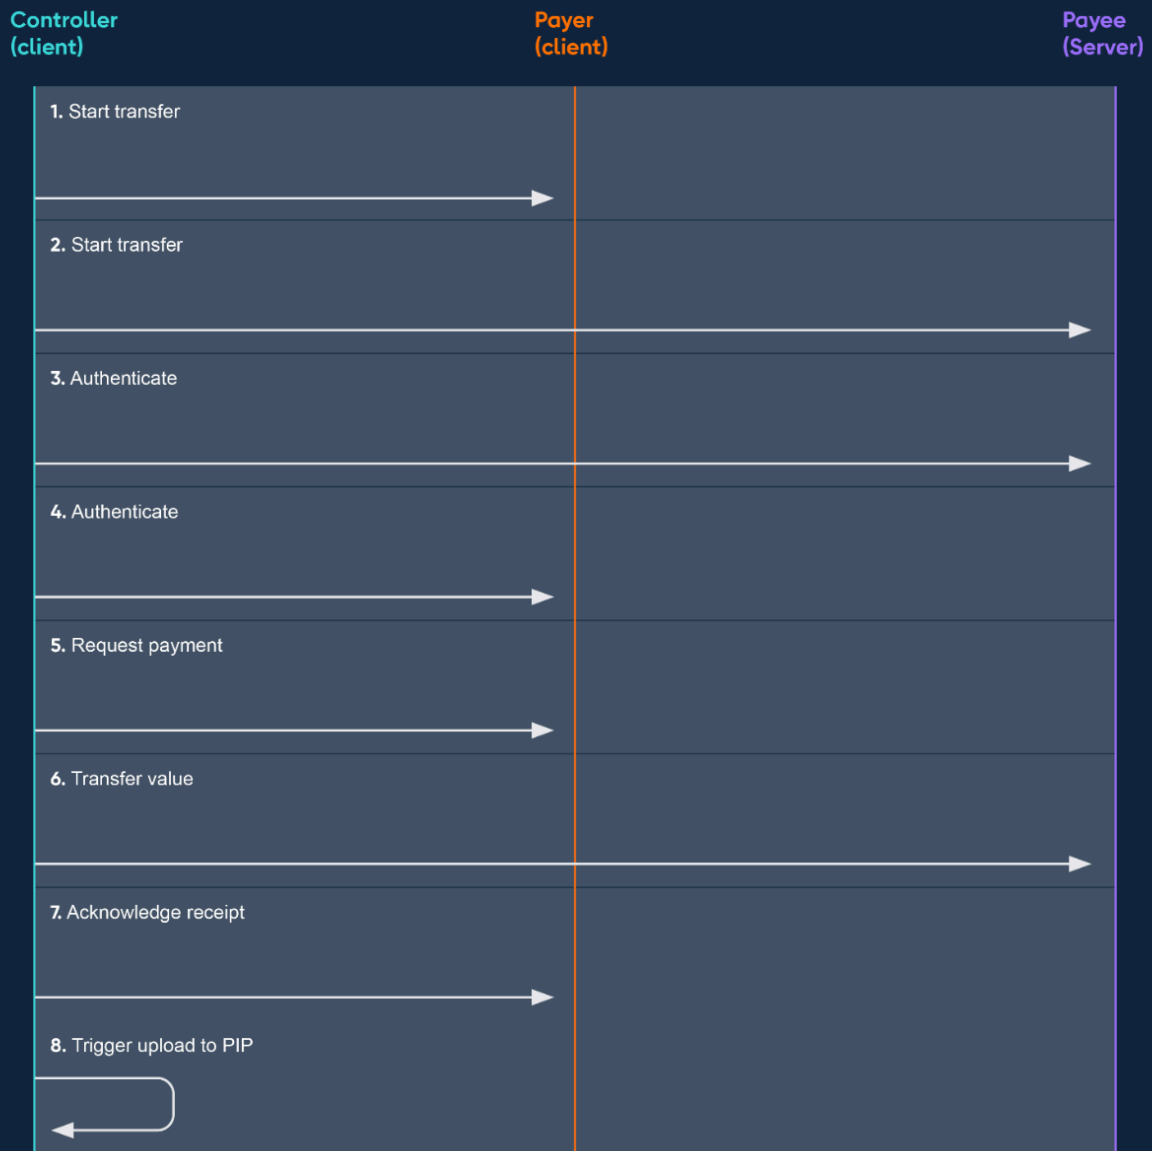 Controller
(client)
Payer
(client)
Payee
(Server)
1. Start transfer
2. Start transfer
3. Authenticate
4. Authenticate
5. Request payment
6. Transfer value
7. Acknowledge receipt
8. Trigger upload to PIP